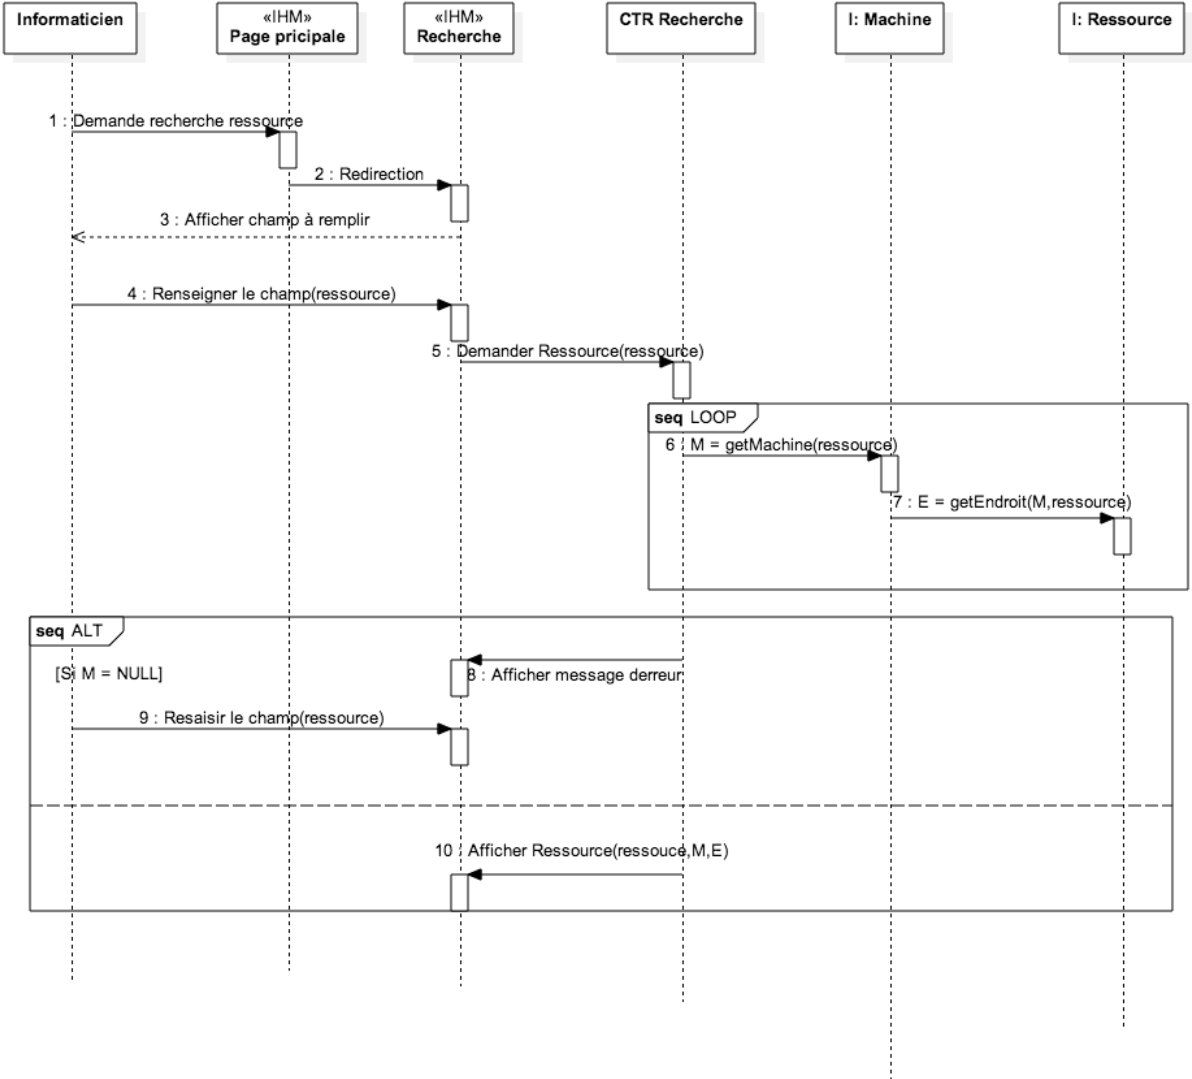 Informaticien
«IHM»
Page pricipale
«IHM»
Recherche
CTR Recherche
I: Machine
I: Ressource
1 : Demande recherche ressource
2 : Redirection
3 : Afficher champ à remplir
4 : Renseigner le champ(ressource)
5 : Demander Ressource(ressource)
seq LOOP
6 : M = getMachine(ressource)
7 : E = getEndroit(M,ressource)
seq ALT
[Si M = NULL]
8 : Afficher message derreur
9 : Resaisir le champ(ressource)
10 : Afficher Ressource(ressouce,M,E)